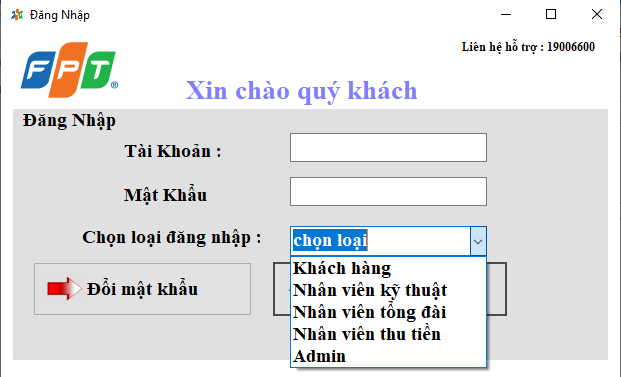 Đăng Nhập
Liên hệ hỗ trợ : 19006600
FPT
Xin chào quý khách
Đăng Nhập
Tài Khoản :
Mật Khẩu
Chọn loại đăng nhập :
chọn loại
Khách hàng
Nhân viên kỹ thuật
Nhân viên tổng đài
Nhân viên thu tiền
Admin
Đổi mật khẩu